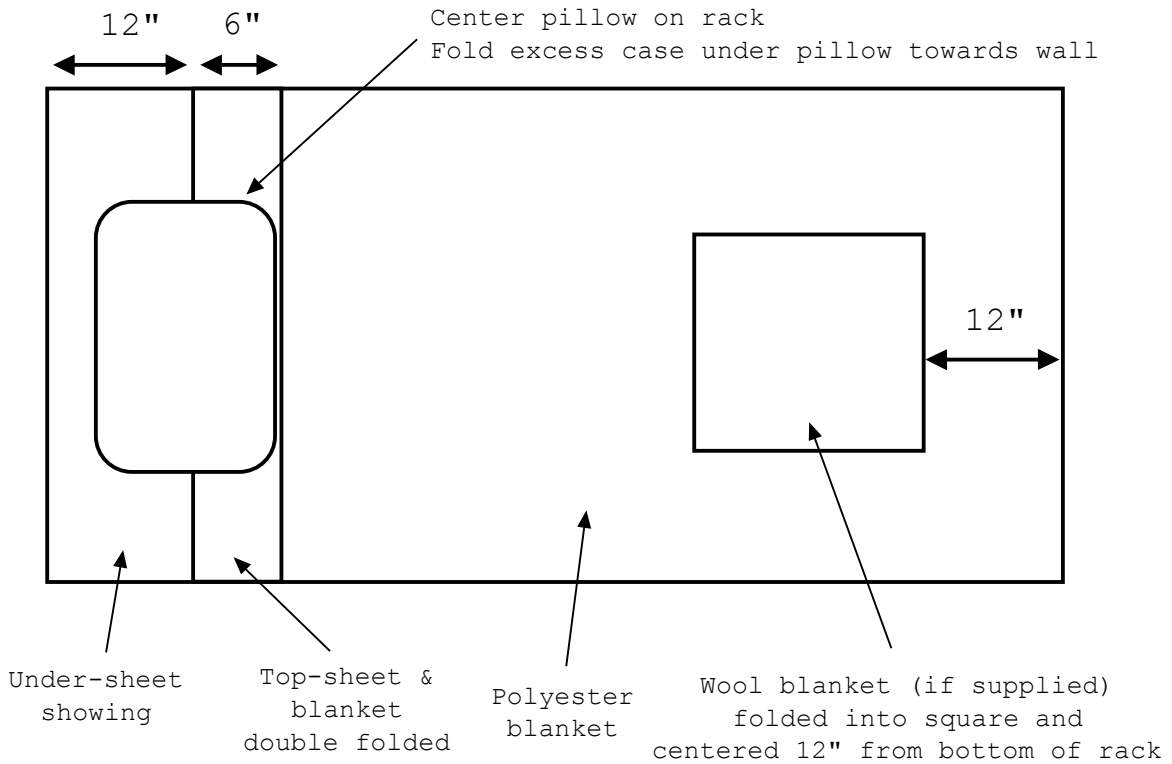 12"
6"
Center pillow on rack
Fold excess case under pillow towards wall
12"
Under-sheet
showing
Top-sheet &
blanket
double folded
Polyester
blanket
Wool blanket (if supplied)
folded into square and
centered 12" from bottom of rack